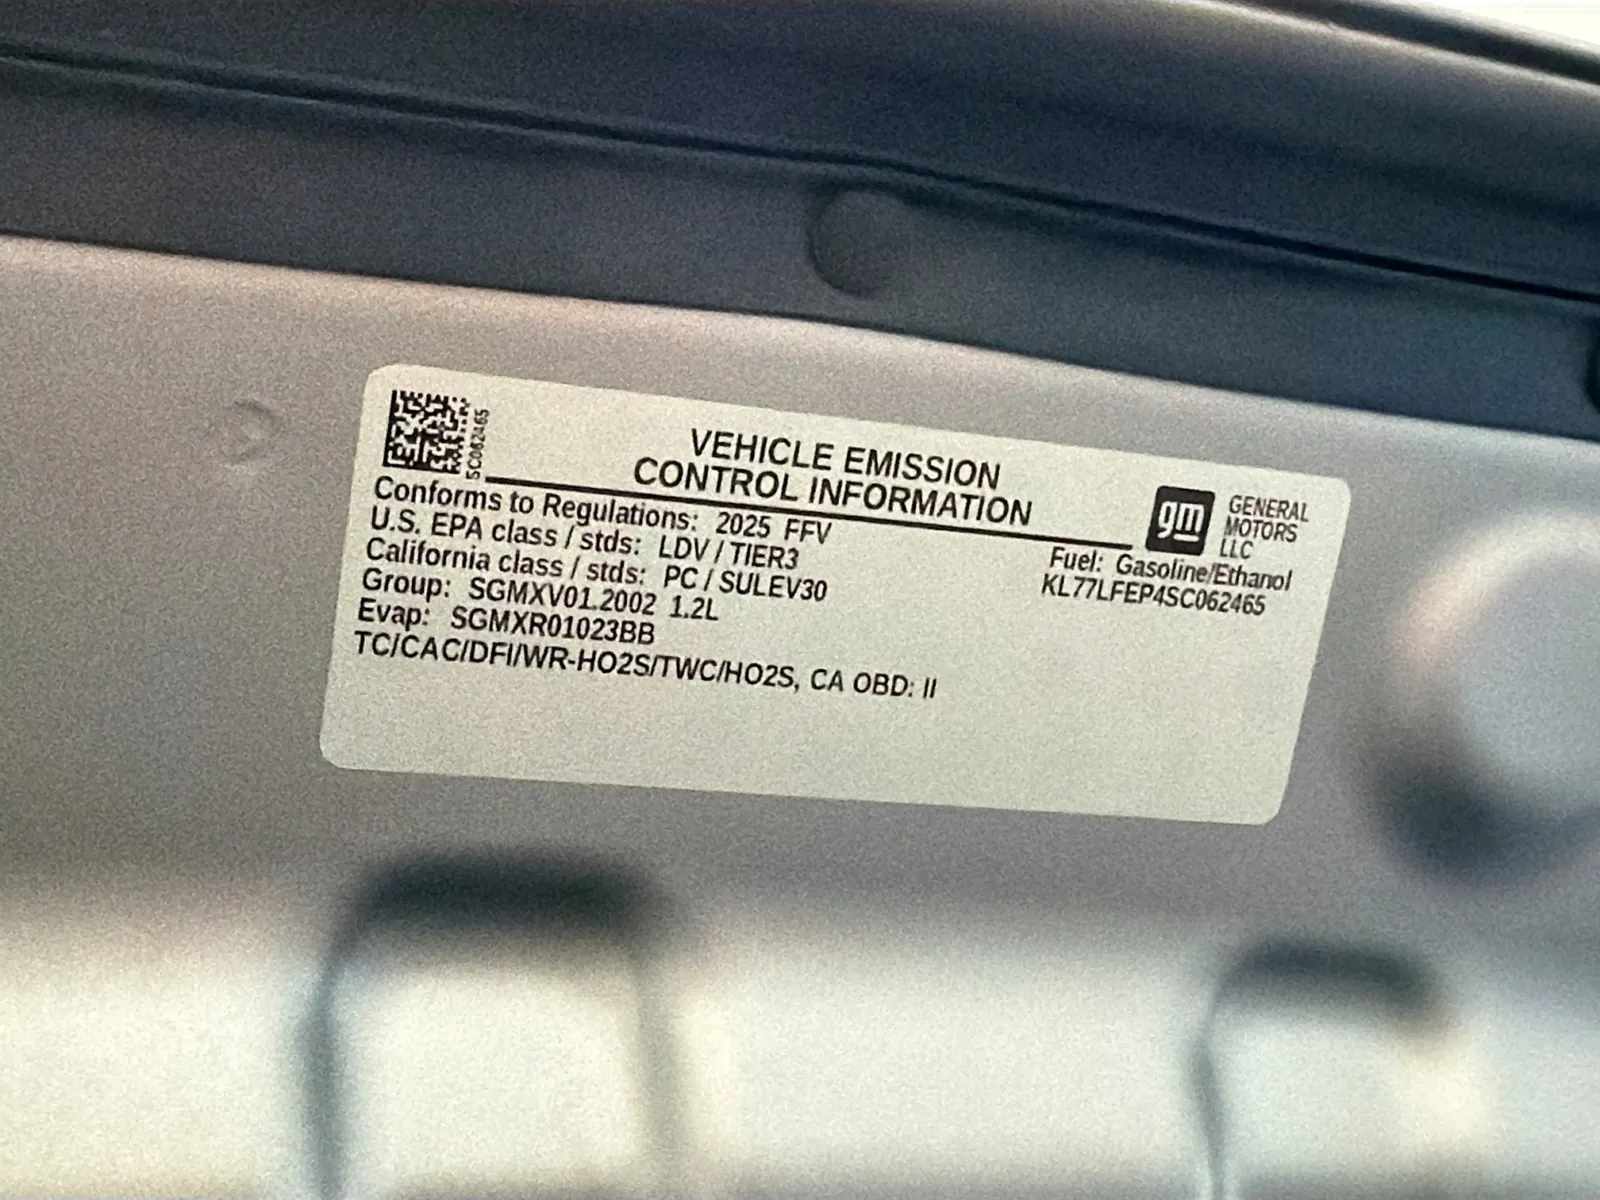 5C062465
VEHICLE EMISSION
CONTROL INFORMATION
gm
GENERAL
MOTORS
LLC
Conforms to Regulations: 2025 FFV
U.S. EPA class / stds: LDV / TIER3
California class / stds: PC / SULEV30
Group: SGMXV01.2002 1.2L
Evap: SGMXR01023BB
TC/CAC/DFI/WR-HO2S/TWC/HO2S, CA OBD: II
Fuel: Gasoline/Ethanol
KL77LFEP4SC062465